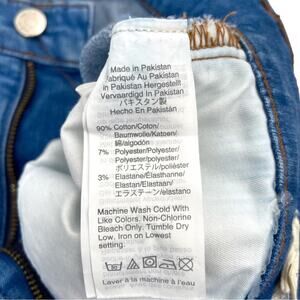 Made in Pakistan
Fabriqué Au Pakistan
in Pakistan Hergestellt
Vervaardigd In Pakistan
パキスタン製
Hecho En Pakistán
90% Cotton/Coton/
Baumwolle/Katoen/
綿/algodón
7% Polyester/Polyester/
Polyester/Polyester/
ポリエステル/poliéster
3% Elastane/Élasthanne/
Elastan/Elastaan/
エラステーン/elastano
Machine Wash Cold With
Like Colors. Non-Chlorine
Bleach Only. Tumble Dry
Low. Iron on Lowest
setting.
Laver à la machine